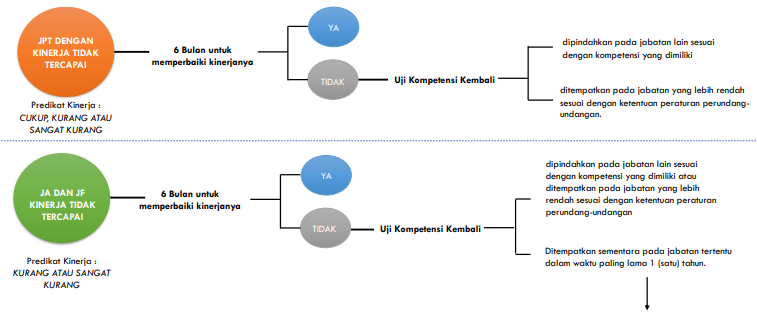 JPT DENGAN
KINERJA TIDAK
TERCAPAI
Predikat Kinerja :
CUKUP, KURANG ATAU
SANGAT KURANG
6 Bulan untuk
memperbaiki kinerjanya
YA
TIDAK
Uji Kompetensi Kembali
dipindahkan pada jabatan lain sesuai
dengan kompetensi yang dimiliki
ditempatkan pada jabatan yang lebih rendah
sesuai dengan ketentuan peraturan perundang-
undangan.
JA DAN JF
KINERJA TIDAK
TERCAPAI
Predikat Kinerja :
KURANG ATAU SANGAT
KURANG
6 Bulan untuk
memperbaiki kinerjanya
YA
TIDAK
Uji Kompetensi Kembali
dipindahkan pada jabatan lain sesuai
dengan kompetensi yang dimiliki atau
ditempatkan pada jabatan yang lebih
rendah sesuai dengan ketentuan peraturan
perundang-undangan
Ditempatkan sementara pada jabatan tertentu
dalam waktu paling lama 1 (satu) tahun.